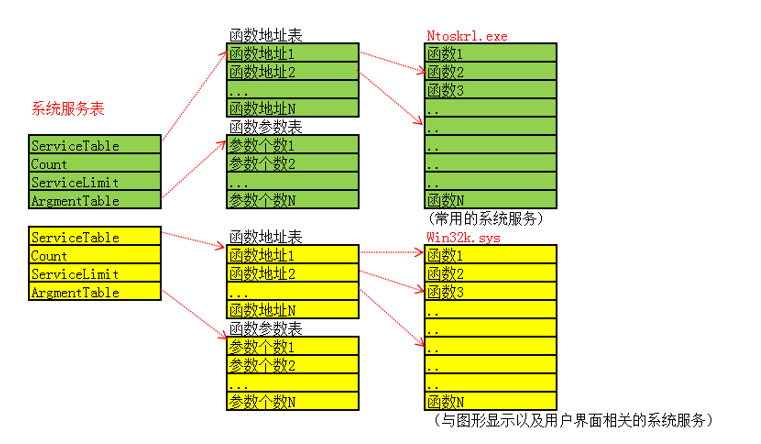 系统服务表
ServiceTable
Count
ServiceLimit
ArgmentTable
函数地址表
函数地址1
函数地址2
...
函数地址N
函数参数表
参数个数1
参数个数2
...
参数个数N
Ntoskrl.exe
函数1
函数2
函数3
..
..
..
..
..
函数N
(常用的系统服务)
ServiceTable
Count
ServiceLimit
ArgmentTable
函数地址表
函数地址1
函数地址2
...
函数地址N
函数参数表
参数个数1
参数个数2
...
参数个数N
Win32k.sys
函数1
函数2
函数3
..
..
..
..
..
函数N
(与图形显示以及用户界面相关的系统服务)